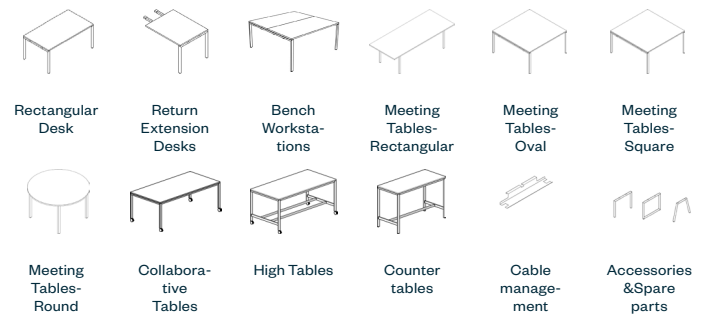 Rectangular
Desk
Return
Extension
Desks
Bench
Worksta-
tions
Meeting
Tables-
Rectangular
Meeting
Tables-
Oval
Meeting
Tables-
Square
Meeting
Tables-
Round
Collabora-
tive
Tables
High Tables
Counter
tables
Cable
manage-
ment
Accessories
&Spare
parts